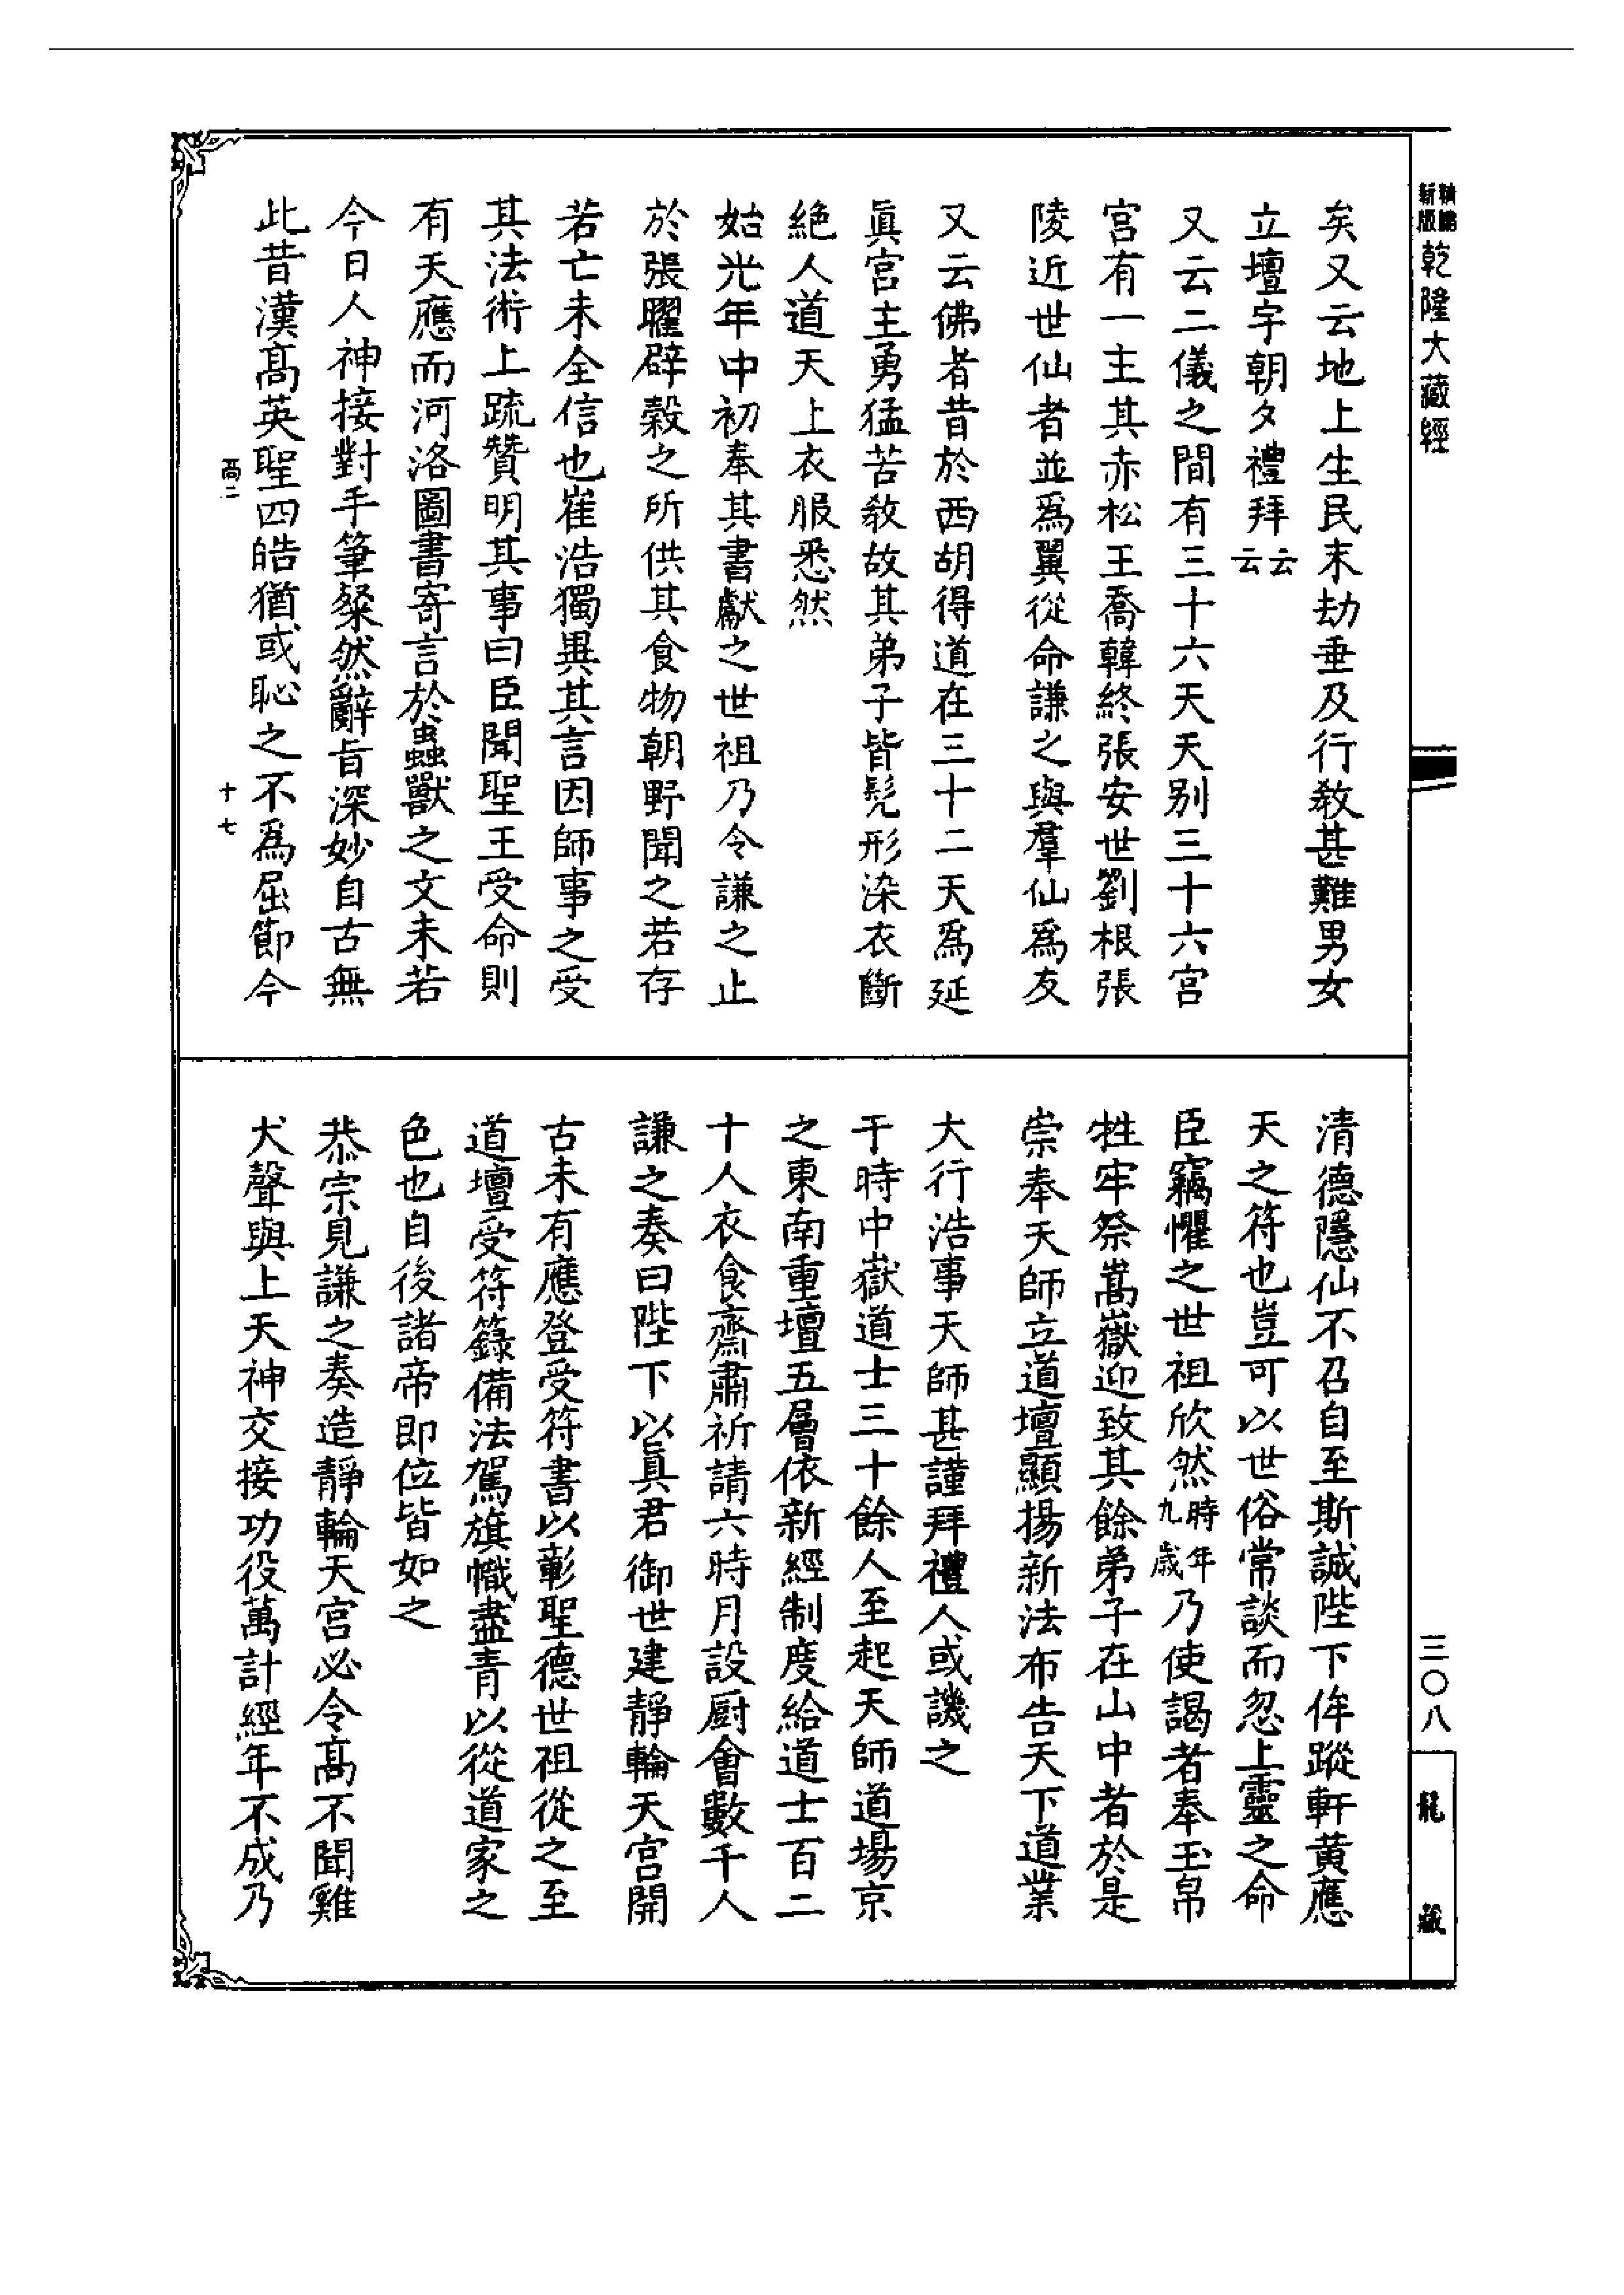 精編
新版
乾隆大藏經
三〇八
龍藏
矣又云地上生民末劫垂及行教甚難男女
立壇宇朝夕禮拜云云
又云二儀之間有三十六天天别三十六宫
宫有一主其赤松王喬韓終張安世劉根張
陵近世仙者並爲翼從命謙之與羣仙爲友
又云佛者昔於西胡得道在三十二天爲延
眞宫主勇猛苦教故其弟子皆髡形染衣斷
絶人道天上衣服悉然
始光年中初奉其書獻之世祖乃令謙之止
於張曜辟榖之所供其食物朝野聞之若存
若亡未全信也崔浩獨異其言因師事之受
其法術上疏贊明其事曰臣聞聖王受命則
有天應而河洛圖書寄言於蟲獸之文未若
今日人神接對手筆粲然辭旨深妙自古無
此昔漢髙英聖四皓猶或恥之不爲屈節今
十七
清德隱仙不召自至斯誠陛下侔蹤軒黄應
天之符也豈可以世俗常談而忽上靈之命
臣竊懼之世祖欣然時年九歳乃使謁者奉玉帛
牲牢祭嵩嶽迎致其餘弟子在山中者於是
崇奉天師立道壇顯揚新法布告天下道業
大行浩事天師甚謹拜禮人或譏之
于時中嶽道士三十餘人至起天師道場京
之東南重壇五層依新經制度給道士百二
十人衣食齋肅祈請六時月設厨會數千人
謙之奏曰陛下以眞君御世建靜輪天宫開
古未有應登受符書以彰聖德世祖從之至
道壇受符籙備法駕旗幟盡青以從道家之
色也自後諸帝即位皆如之
恭宗見謙之奏造靜輪天宫必令髙不聞雞
犬聲與上天神交接功役萬計經年不成乃